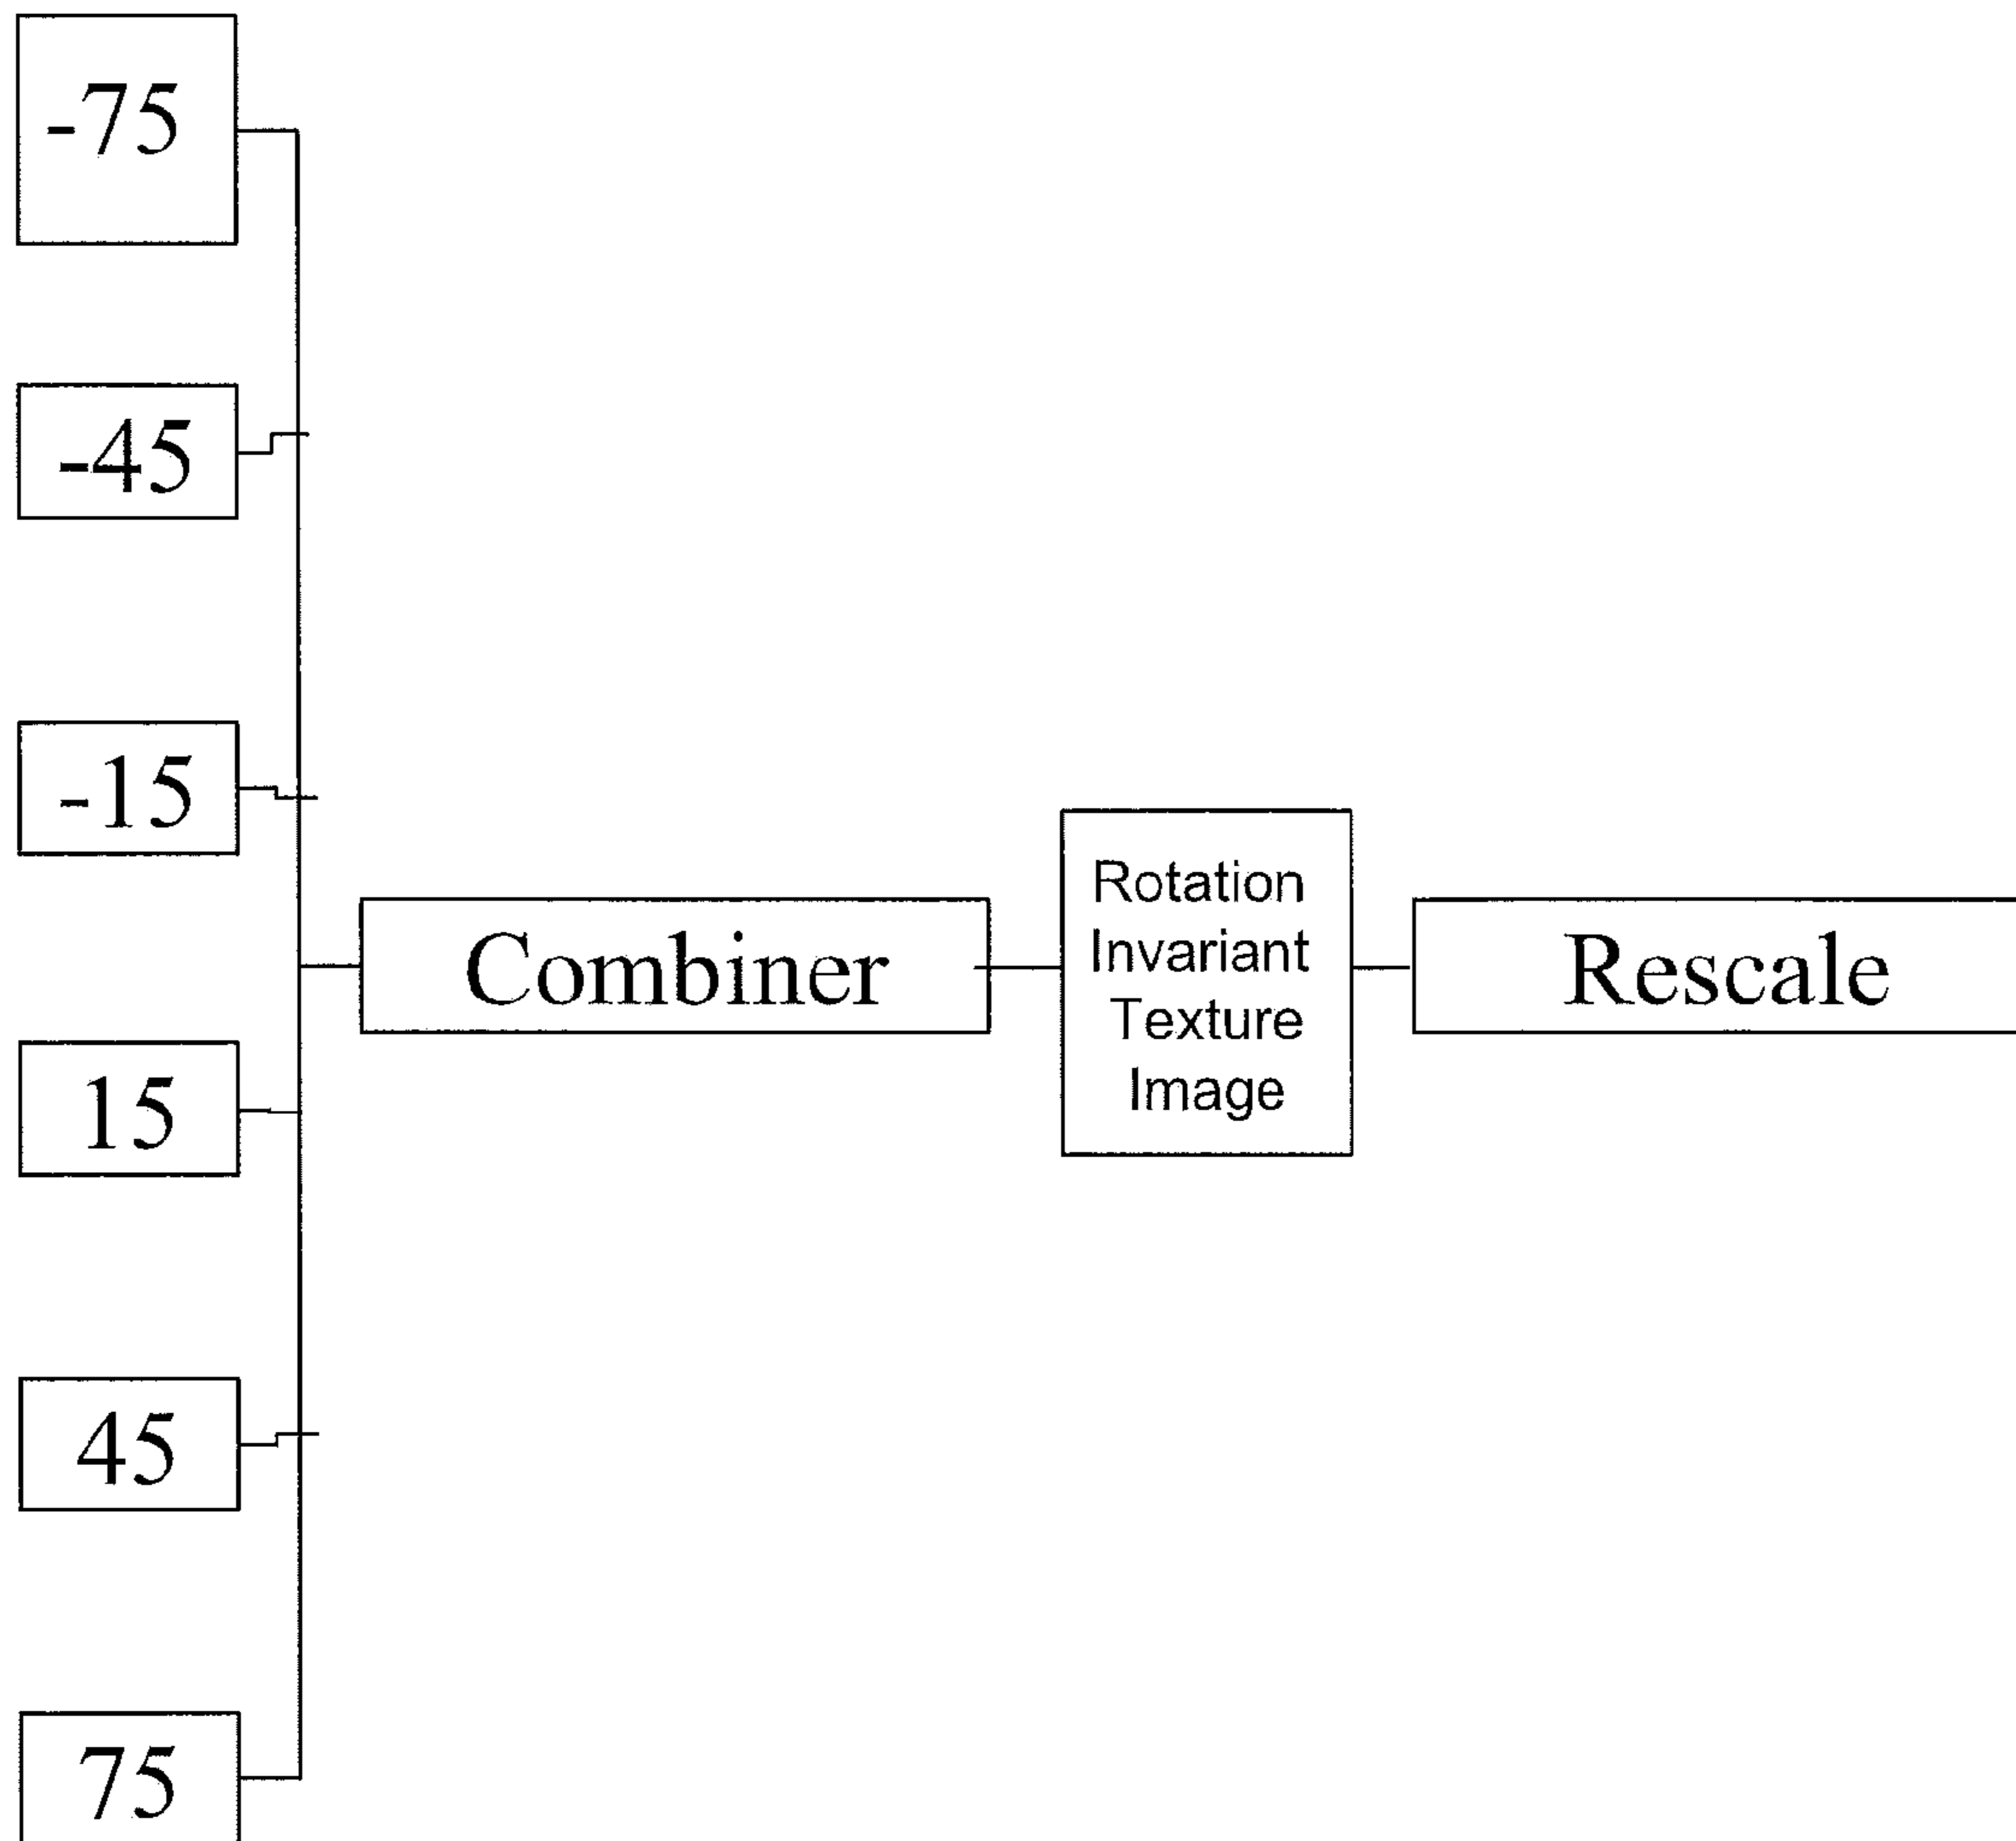 -75
-45
-15
Rotation
Invariant
Texture
Image
Combiner
Rescale
15
45
75